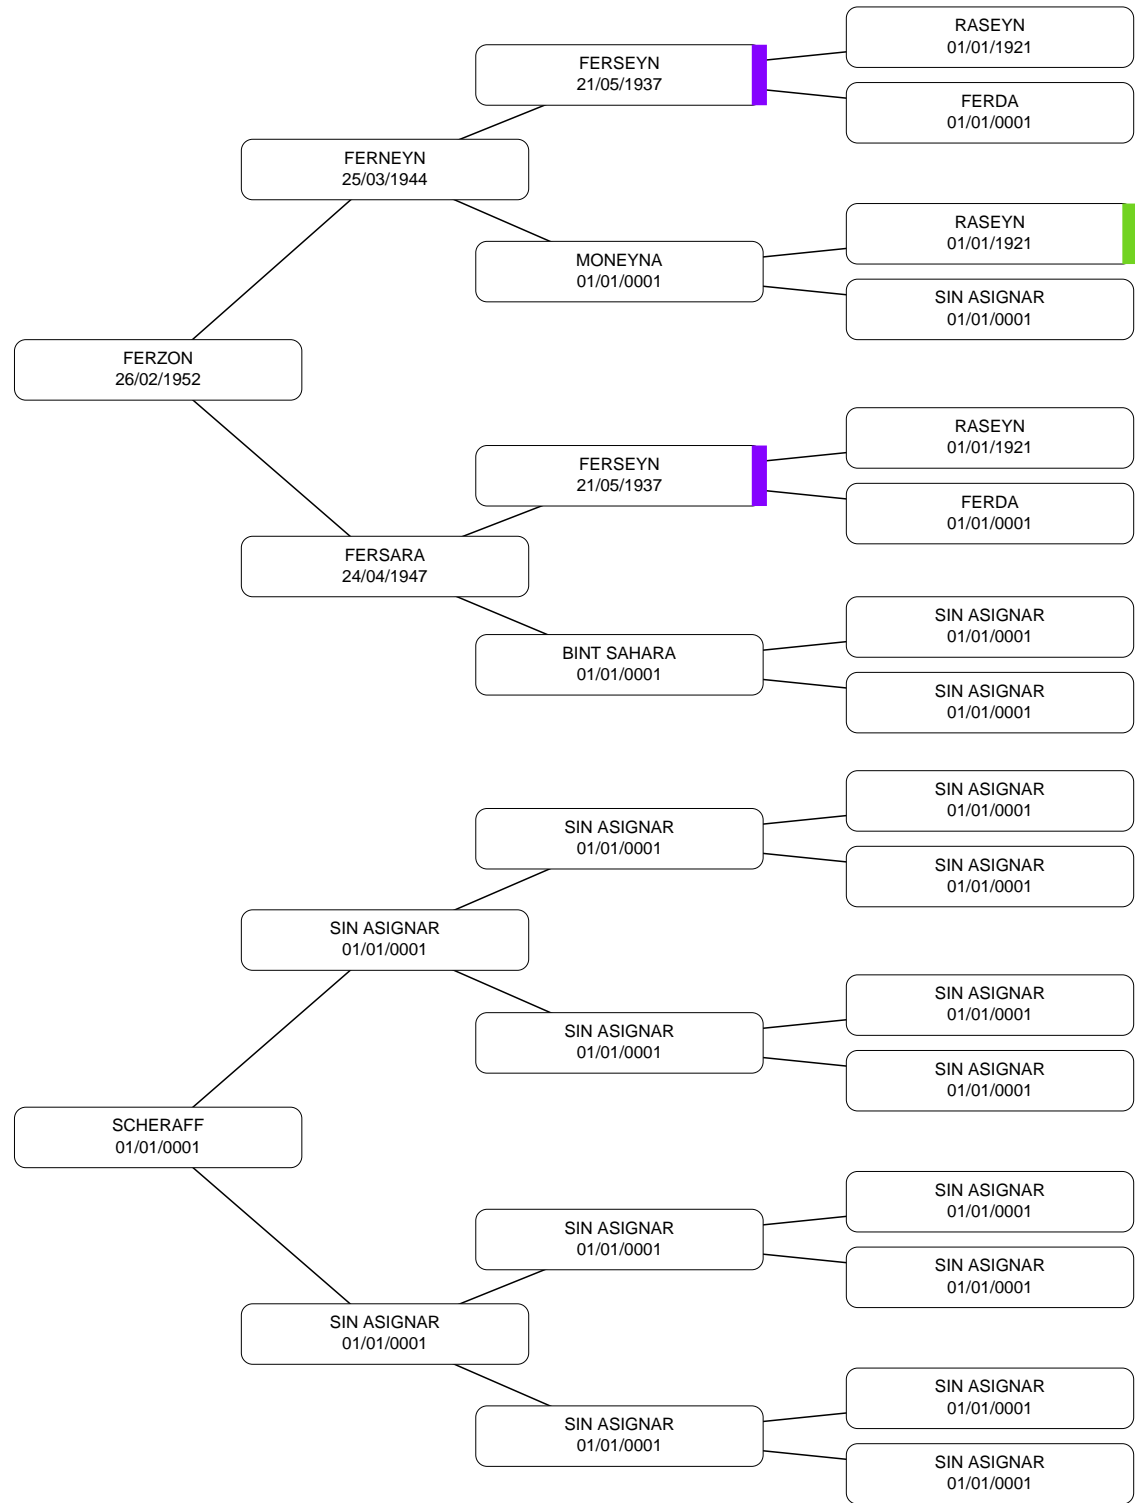 RASEYN
01/01/1921
FERSEYN
21/05/1937
FERDA
01/01/0001
FERNEYN
25/03/1944
RASEYN
01/01/1921
MONEYNA
01/01/0001
SIN ASIGNAR
01/01/0001
FERZON
26/02/1952
RASEYN
01/01/1921
FERSEYN
21/05/1937
FERDA
01/01/0001
FERSARA
24/04/1947
SIN ASIGNAR
01/01/0001
BINT SAHARA
01/01/0001
SIN ASIGNAR
01/01/0001
SIN ASIGNAR
01/01/0001
SIN ASIGNAR
01/01/0001
SIN ASIGNAR
01/01/0001
SIN ASIGNAR
01/01/0001
SIN ASIGNAR
01/01/0001
SIN ASIGNAR
01/01/0001
SIN ASIGNAR
01/01/0001
SCHERAFF
01/01/0001
SIN ASIGNAR
01/01/0001
SIN ASIGNAR
01/01/0001
SIN ASIGNAR
01/01/0001
SIN ASIGNAR
01/01/0001
SIN ASIGNAR
01/01/0001
SIN ASIGNAR
01/01/0001
SIN ASIGNAR
01/01/0001